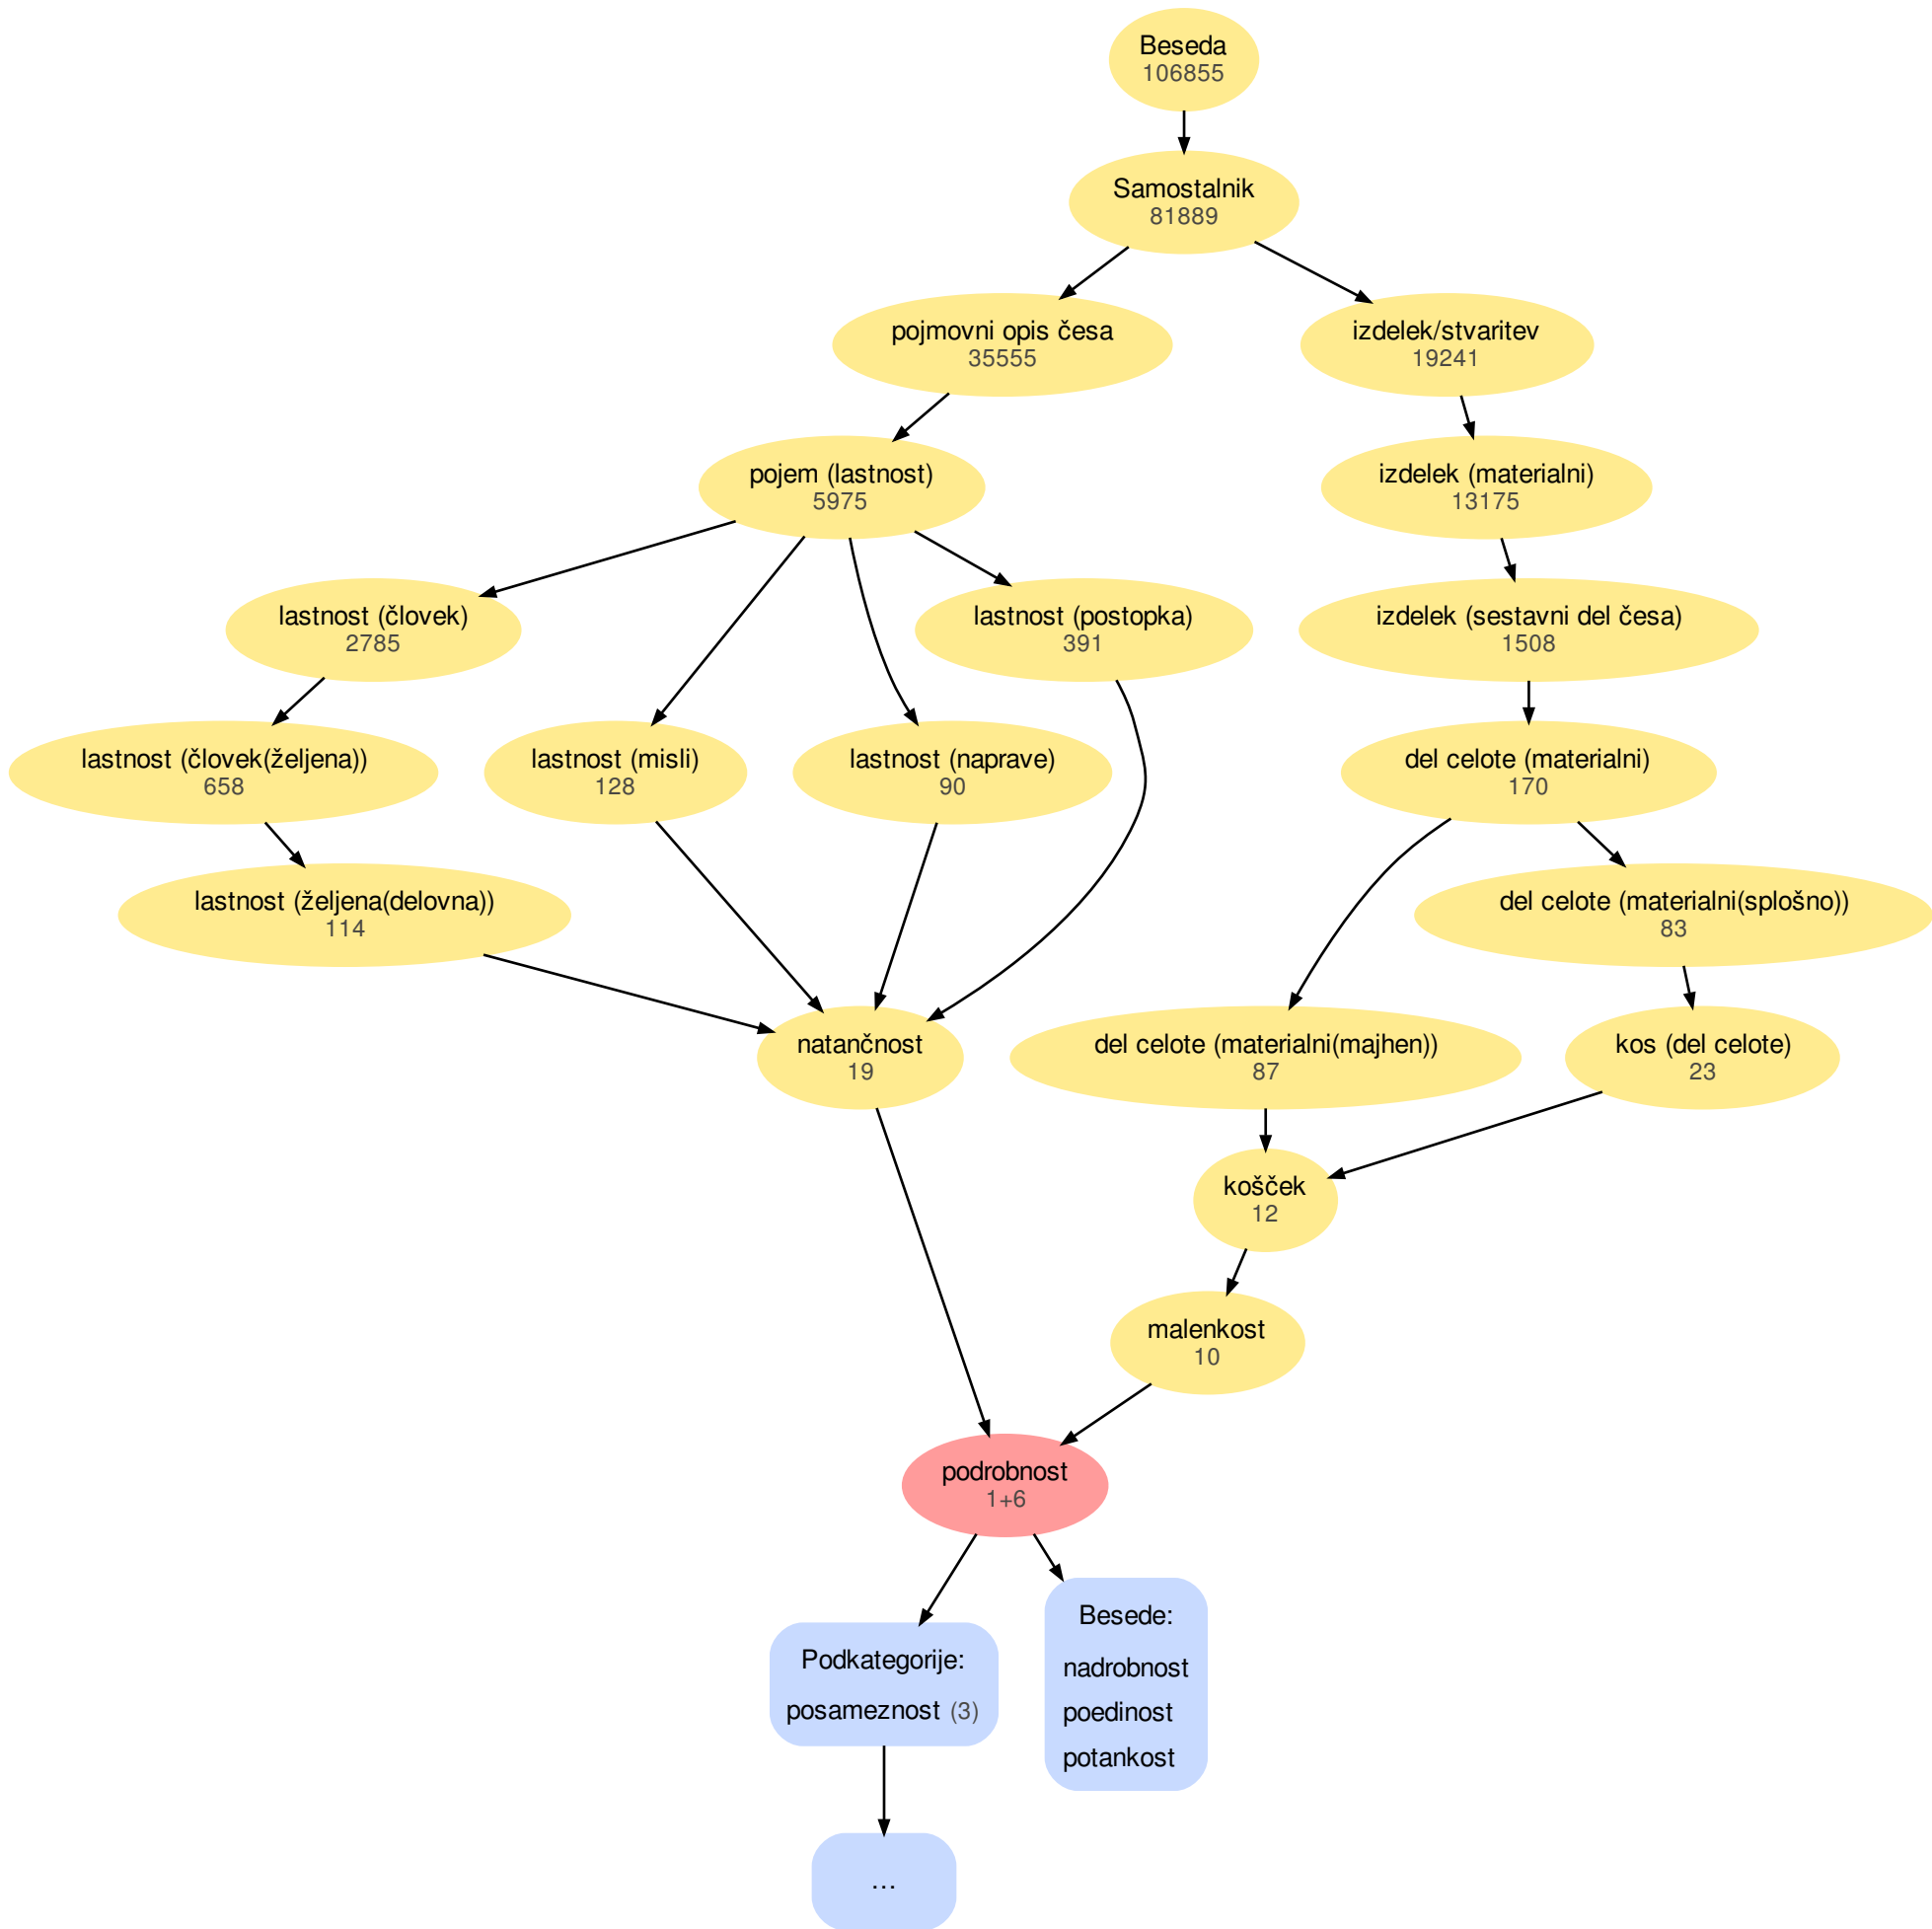 Beseda
106855
Samostalnik
81889
pojmovni opis česa
35555
izdelek/stvaritev
19241
pojem (lastnost)
5975
izdelek (materialni)
13175
lastnost (človek)
2785
lastnost (postopka)
391
izdelek (sestavni del česa)
1508
lastnost (človek(željena))
658
lastnost (misli)
128
lastnost (naprave)
90
del celote (materialni)
170
lastnost (željena(delovna))
114
del celote (materialni(splošno))
83
natančnost
19
del celote (materialni(majhen))
87
kos (del celote)
23
košček
12
malenkost
10
podrobnost
1+6
Podkategorije:
posameznost (3)
Besede:
nadrobnost
poedinost
potankost
...